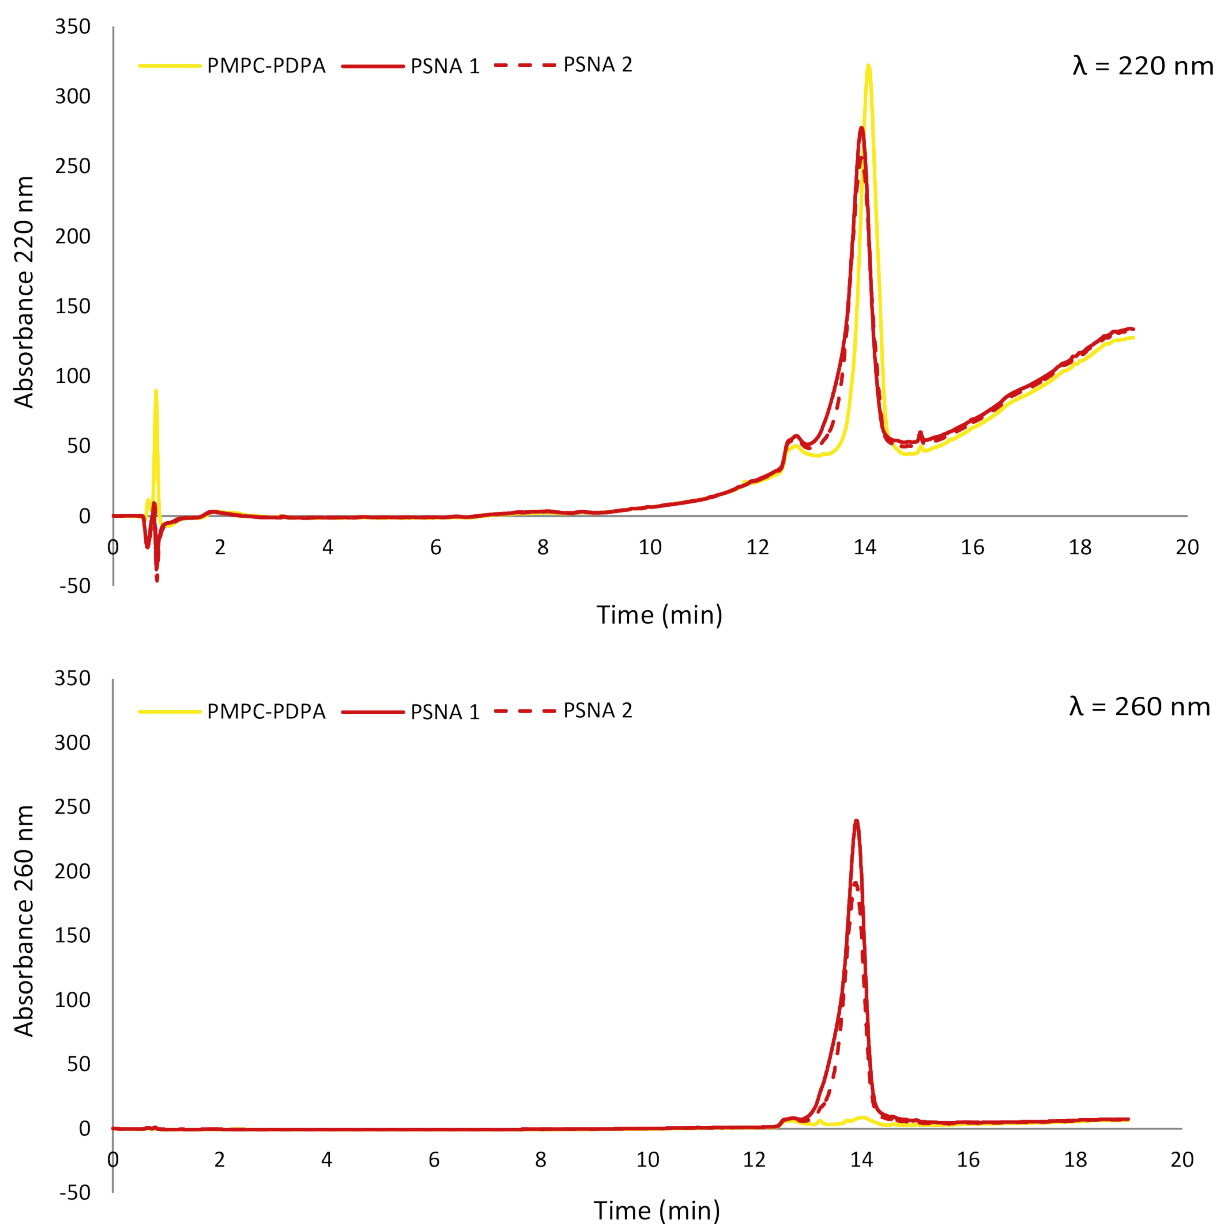 350
PMPC-PDPA PSNA 1 PSNA 2
λ = 220 nm
300
250
200
150
100
50
0
-50
Absorbance 220 nm
0 2 4 6 8 10 12 14 16 18 20
Time (min)
350
PMPC-PDPA PSNA 1 PSNA 2
λ = 260 nm
300
250
200
150
100
50
0
-50
Absorbance 260 nm
0 2 4 6 8 10 12 14 16 18 20
Time (min)